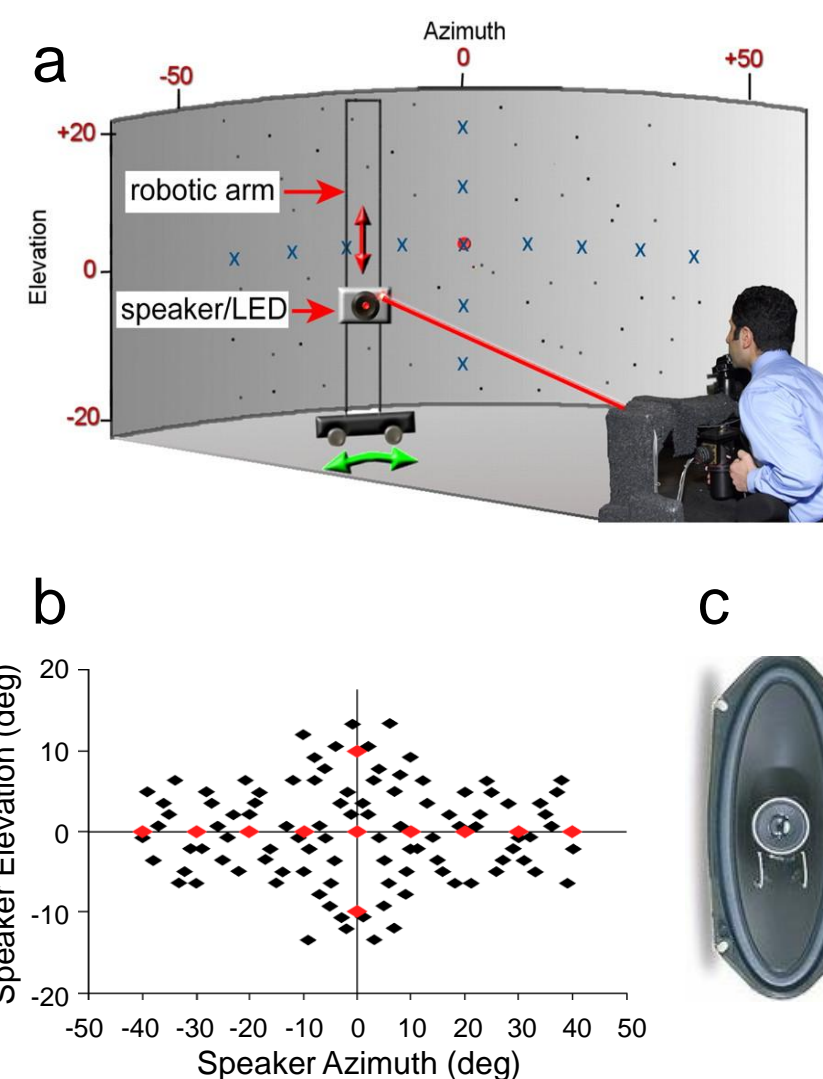 a
Azimuth
-50
0
+50
+20
robotic arm
Elevation
0
speaker/LED
-20
b
c
Speaker Elevation (deg)
20
10
0
-10
-20
-50 -40 -30 -20 -10 0 10 20 30 40 50
Speaker Azimuth (deg)